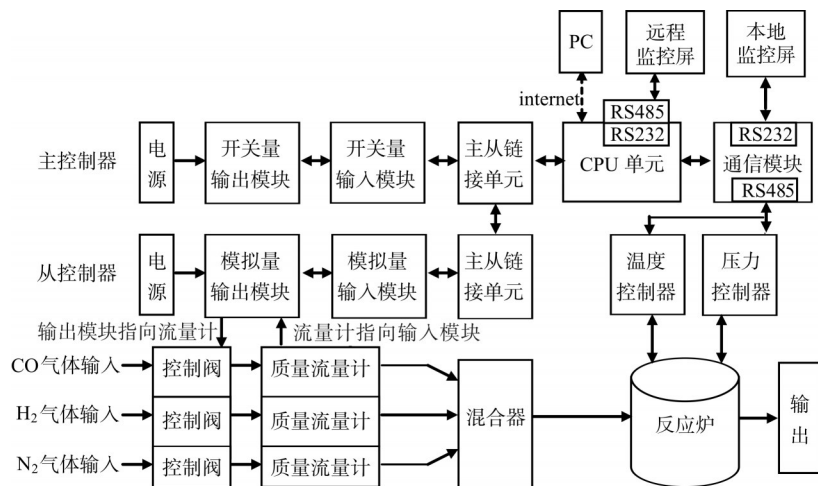 PC
远程
监控屏
本地
监控屏
internet
RS485
RS232
RS232
主控制器
电
源
开关量
输出模块
开关量
输入模块
主从链
接单元
CPU 单元
通信模块
RS485
从控制器
电
源
模拟量
输出模块
模拟量
输入模块
主从链
接单元
温度
控制器
压力
控制器
输出模块指向流量计
流量计指向输入模块
CO 气体输入
控制阀
质量流量计
H2气体输入
控制阀
质量流量计
N2气体输入
控制阀
质量流量计
混合器
反应炉
输
出